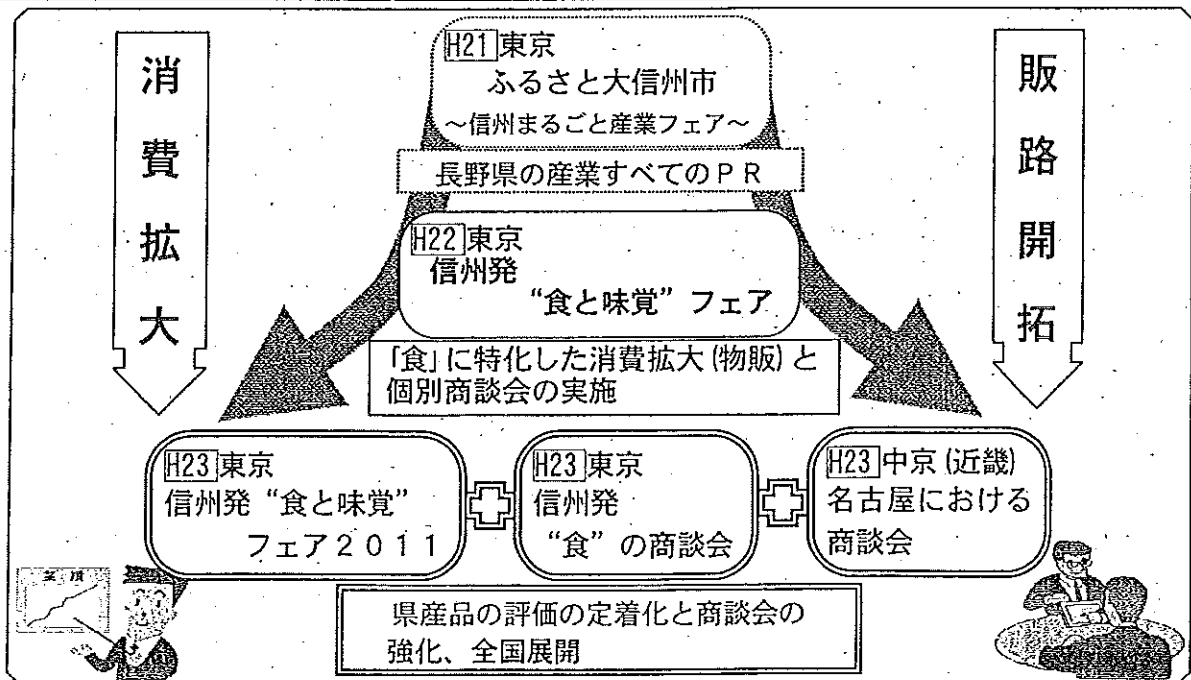 消費拡大
販路開拓
H21東京
ふるさと大信州市
~信州まるごと産業フェア~
長野県の産業すべてのPR
H22東京
信州発
“食と味覚” フェア
「食」に特化した消費拡大(物販)と
個別商談会の実施
H23東京
信州発 “食と味覚”
フェア2011
H23東京
信州発
“食” の商談会
H23中京(近畿)
名古屋における
商談会
県産品の評価の定着化と商談会の
強化、全国展開